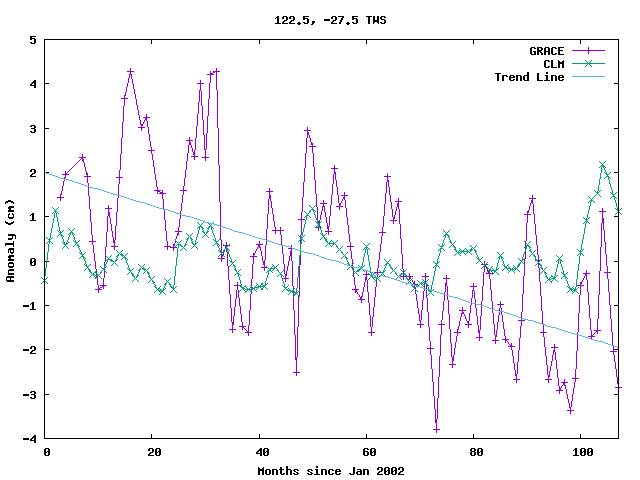 122.5, -27.5 TWS
GRACE
CLM
Trend Line
5
4
3
2
1
0
-1
-2
-3
-4
Anomaly (cm)
0 20 40 60 80 100
Months since Jan 2002